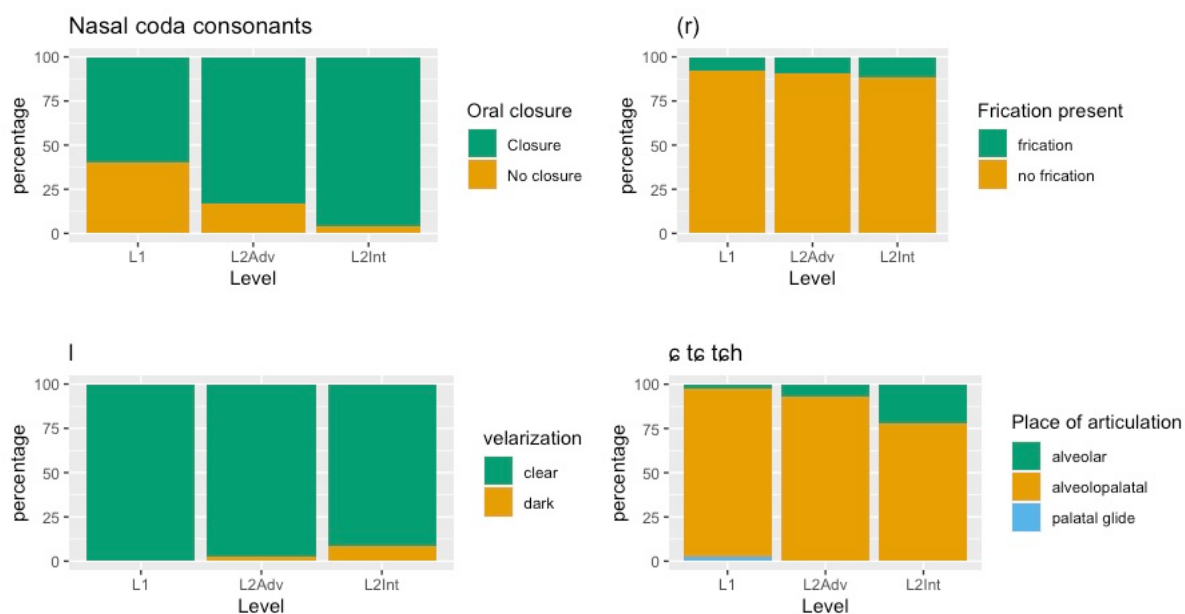 Nasal coda consonants
100
75
50
25
0
percentage
L1 L2Adv L2Int
Level
Oral closure
Closure
No closure
(r)
100
75
50
25
0
percentage
L1 L2Adv L2Int
Level
Frication present
frication
no frication
l
100
75
50
25
0
percentage
L1 L2Adv L2Int
Level
velarization
clear
dark
ɕ tɕ tɕh
100
75
50
25
0
percentage
L1 L2Adv L2Int
Level
Place of articulation
alveolar
alveolopalatal
palatal glide